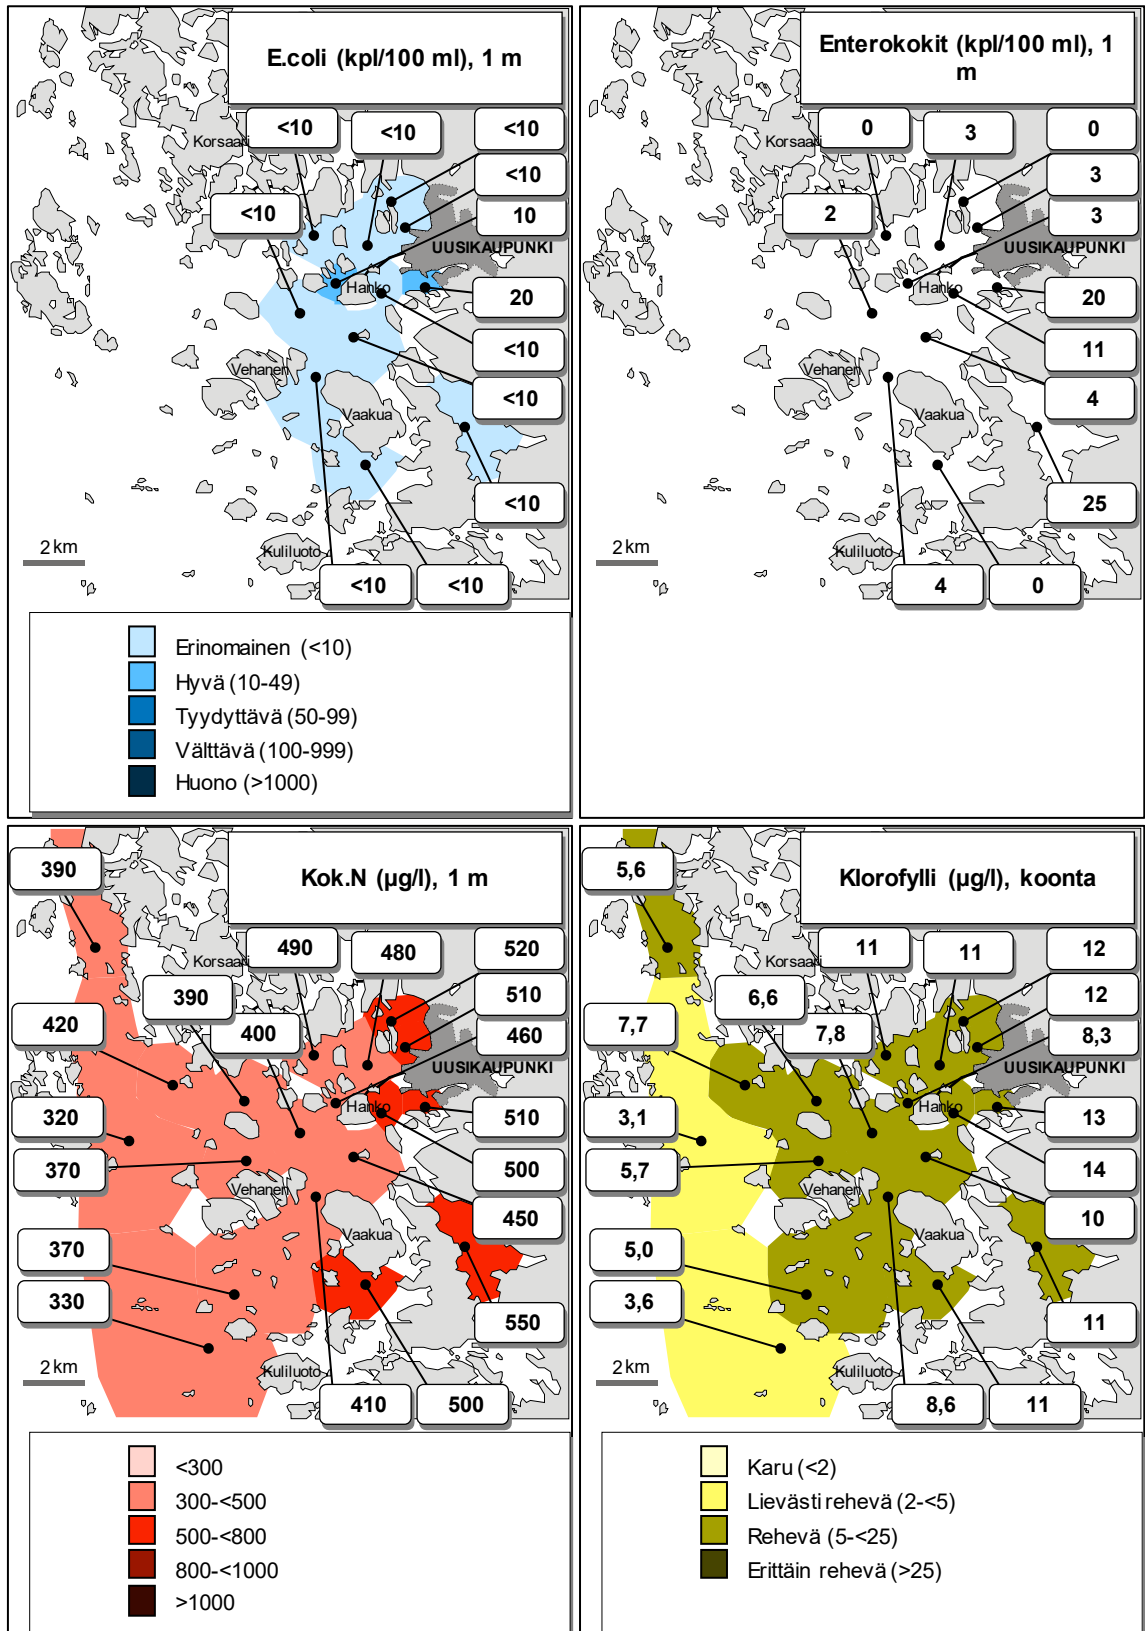 E.coli (kpl/100 ml), 1 m
<10
<10
<10
Korsaari
<10
<10
10
UUSIKAUPUNKI
Hanko
20
<10
Vehanen
<10
Vaakua
<10
2 km
Kuliluoto
<10
<10
Erinomainen (<10)
Hyvä (10-49)
Tyydyttävä (50-99)
Välttävä (100-999)
Huono (>1000)
Enterokokit (kpl/100 ml), 1
m
0
3
0
Korsaari
3
2
3
UUSIKAUPUNKI
Hanko
20
11
Vehanen
4
Vaakua
25
2 km
Kuliluoto
4
0
Kok.N (µg/l), 1 m
390
490
480
520
Korsaari
390
510
420
400
460
UUSIKAUPUNKI
Hanko
320
510
370
500
Vehanen
450
Vaakua
370
330
550
2 km
Kuliluoto
410
500
<300
300-<500
500-<800
800-<1000
>1000
Klorofylli (µg/l), koonta
5,6
11
11
12
Korsaari
6,6
12
7,7
7,8
8,3
UUSIKAUPUNKI
Hanko
3,1
13
5,7
14
Vehanen
10
Vaakua
5,0
3,6
11
2 km
Kuliluoto
8,6
11
Karu (<2)
Lievästi rehevä (2-<5)
Rehevä (5-<25)
Erittäin rehevä (>25)